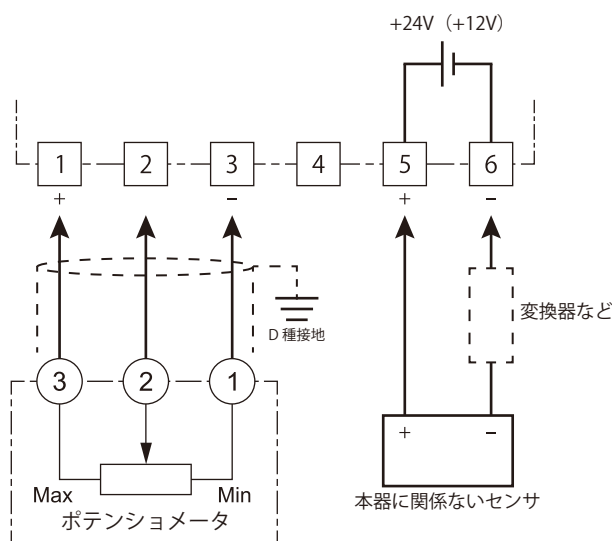 +24V（+12V）
1 2 3 4 5 6
+ − + −
D 種接地
変換器など
3 2 1
+ −
Max Min
ポテンショメータ
本器に関係ないセンサ